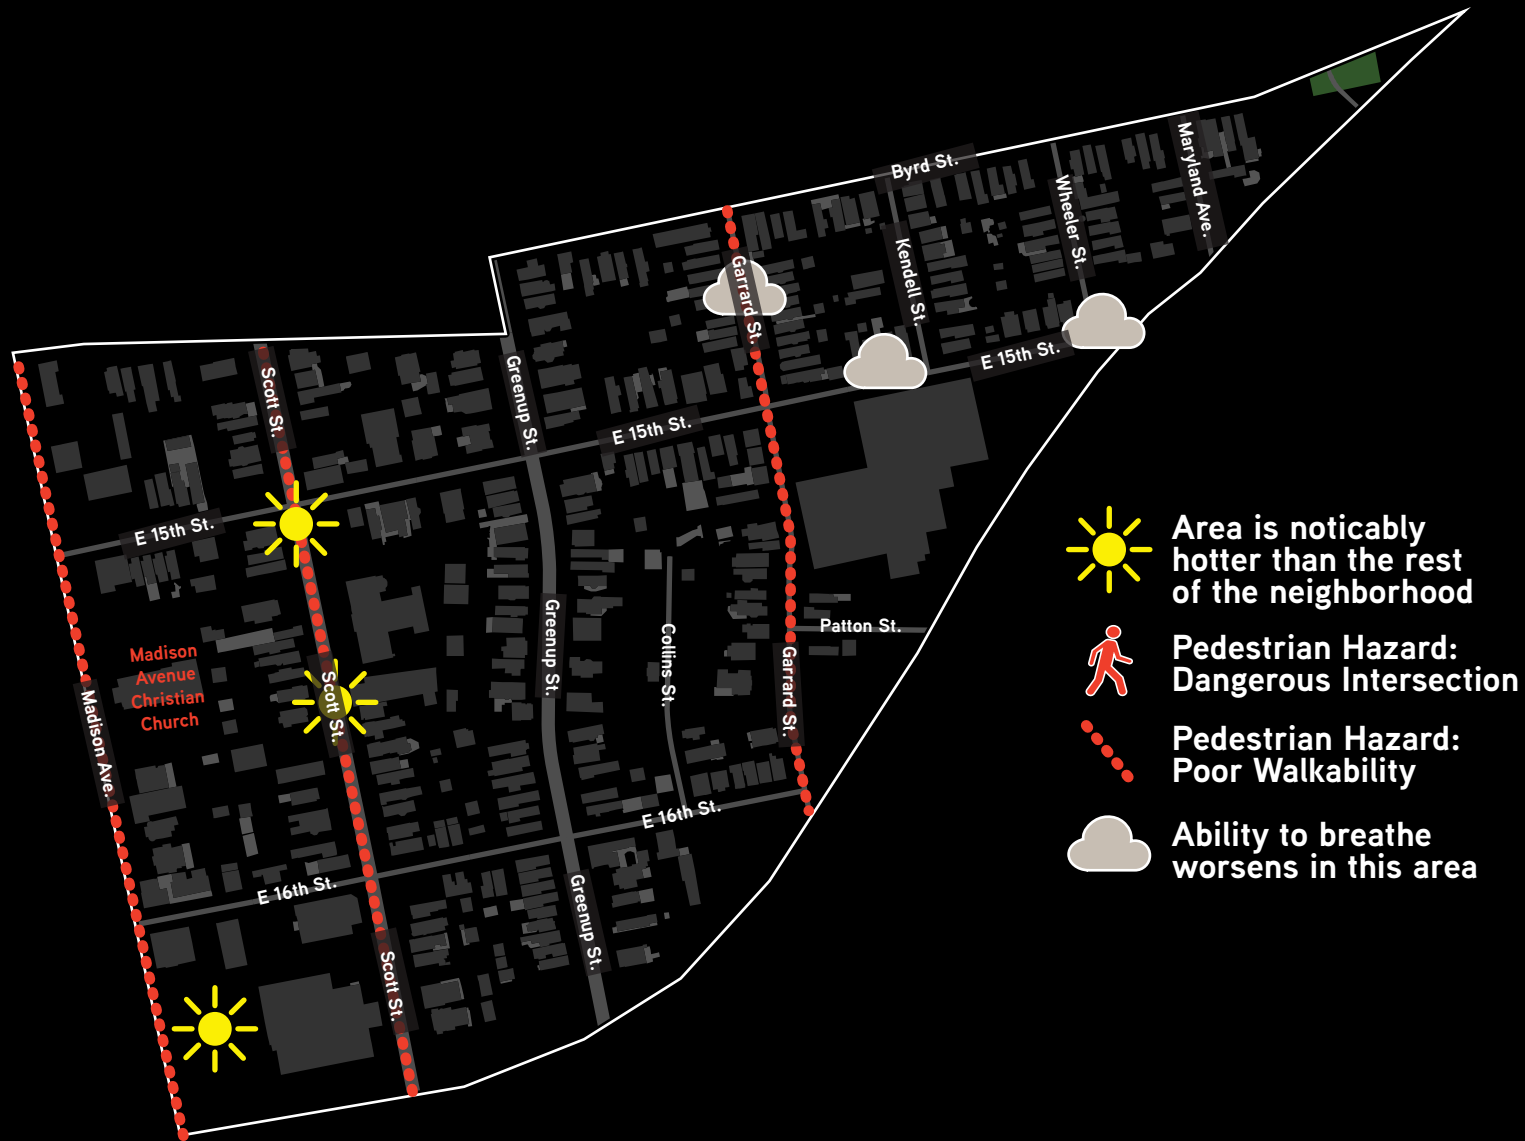 Byrd St.
Maryland Ave.
Wheeler St.
Kendell St.
Garrard St.
E 15th St.
Greenup St.
Scott St.
E 15th St.
E 15th St.
Area is noticably
hotter than the rest
of the neighborhood
Pedestrian Hazard:
Dangerous Intersection
Pedestrian Hazard:
Poor Walkability
Ability to breathe
worsens in this area
Patton St.
Collins St.
Greenup St.
Garrard St.
Madison
Avenue
Christian
Church
Scott St.
Madison Ave.
E 16th St.
E 16th St.
Greenup St.
Scott St.